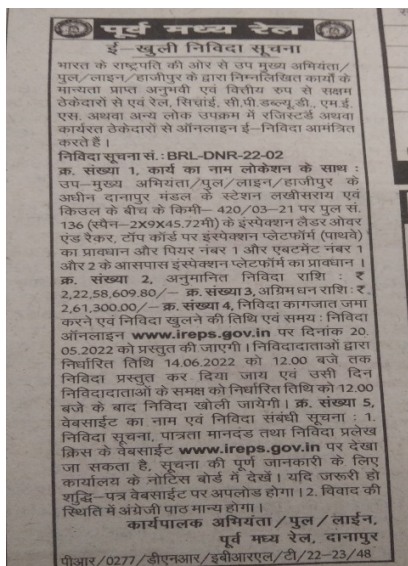 पूर्व मध्य रेल
ई–खुली निविदा सूचना
भारत के राष्ट्रपति की ओर से उप मुख्य अभियंता/
पुल/लाइन/हाजीपुर के द्वारा निम्नलिखित कार्यों के
मान्यता प्राप्त अनुभवी एवं वित्तीय रुप से सक्षम
ठेकेदारों से एवं रेल, सिंचाई, सी.पी.डब्ल्यू.डी., एम.ई.
एस. अथवा अन्य लोक उपक्रम में रजिस्टर्ड अथवा
कार्यरत ठेकेदारों से ऑनलाइन ई–निविदा आमंत्रित
करते हैं।
निविदा सूचना सं.: BRL-DNR-22-02
क्र. संख्या 1, कार्य का नाम लोकेशन के साथ :
उप–मुख्य अभियंता/पुल/लाइन/हाजीपुर के
अधीन दानापुर मंडल के स्टेशन लखीसराय एवं
किउल के बीच के किमी– 420/03–21 पर पुल सं.
136 (स्पैन–2X9X45.72मी) के इंस्पेक्शन लैडर ओवर
एंड रैकर, टॉप कॉर्ड पर इंस्पेक्शन प्लेटफॉर्म (पाथवे)
का प्रावधान और पियर नंबर 1 और एबटमेंट नंबर 1
और 2 के आसपास इंस्पेक्शन प्लेटफॉर्म का प्रावधान ।
क्र. संख्या 2, अनुमानित निविदा राशि : ₹
2,22,58,609.80/– क्र. संख्या 3, अग्रिम धन राशि : ₹.
2,61,300.00/– क्र. संख्या 4, निविदा कागजात जमा
करने एवं निविदा खुलने की तिथि एवं समय : निविदा
ऑनलाइन www.ireps.gov.in पर दिनांक 20.
05.2022 को प्रस्तुत की जाएगी । निविदादाताओं द्वारा
निर्धारित तिथि 14.06.2022 को 12.00 बजे तक
निविदा प्रस्तुत कर दिया जाय एवं उसी दिन
निविदादाताओं के समक्ष को निर्धारित तिथि को 12.00
बजे के बाद निविदा खोली जायेगी । क्र. संख्या 5,
वेबसाईट का नाम एवं निविदा संबंधी सूचना : 1.
निविदा सूचना, पात्रता मानदंड तथा निविदा प्रलेख
क्रिस के वेबसाईट www.ireps.gov.in पर देखा
जा सकता है, सूचना की पूर्ण जानकारी के लिए
कार्यालय के नोटिस बोर्ड में देखें । यदि जरूरी हो
शुद्धि–पत्र वेबसाईट पर अपलोड होगा । 2. विवाद की
स्थिति में अंग्रेजी पाठ मान्य होगा ।
कार्यपालक अभियंता/पुल/लाईन,
पूर्व मध्य रेल, दानापुर
पीआर/0277/डीएनआर/इबीआरएल/टी/22–23/48